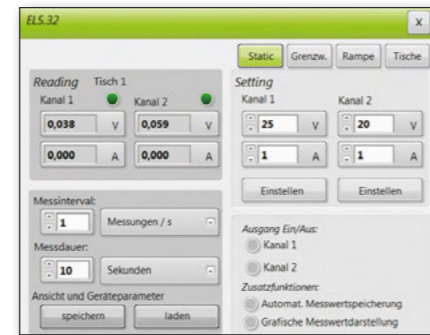 ELS.32
x
Static Grenzw. Rampe Tische
Reading Tisch 1
Kanal 1 Kanal 2
0,038 V 0,059 V
0,000 A 0,000 A
Messinterval:
1 Messungen / s
Messdauer:
10 Sekunden
Ansicht und Geräteparameter
speichern laden
Setting
Kanal 1 Kanal 2
25 V 20 V
1 A 1 A
Einstellen Einstellen
Ausgang Ein/Aus:
Kanal 1
Kanal 2
Zusatzfunktionen:
Automat. Messwertspeicherung
Grafische Messwertdarstellung